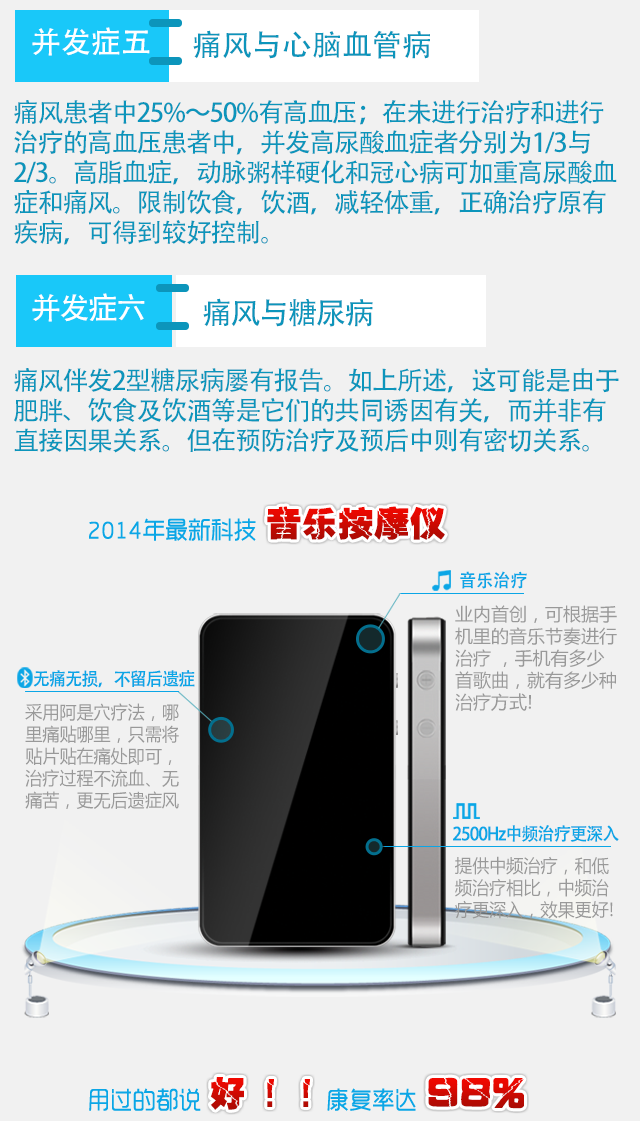 并发症五
痛风与心脑血管病
痛风患者中25%～50%有高血压；在未进行治疗和进行
治疗的高血压患者中，并发高尿酸血症者分别为1/3与
2/3。高脂血症，动脉粥样硬化和冠心病可加重高尿酸血
症和痛风。限制饮食，饮酒，减轻体重，正确治疗原有
疾病，可得到较好控制。
并发症六
痛风与糖尿病
痛风伴发2型糖尿病屡有报告。如上所述，这可能是由于
肥胖、饮食及饮酒等是它们的共同诱因有关，而并非有
直接因果关系。但在预防治疗及预后中则有密切关系。
2014年最新科技 音乐按摩仪
音乐治疗
业内首创，可根据手
机里的音乐节奏进行
治疗 ，手机有多少
首歌曲，就有多少种
治疗方式!
无痛无损，不留后遗症
采用阿是穴疗法，哪
里痛贴哪里，只需将
贴片贴在痛处即可，
治疗过程不流血、无
痛苦，更无后遗症风
2500Hz中频治疗更深入
提供中频治疗，和低
频治疗相比，中频治
疗更深入，效果更好!
用过的都说 好！！ 康复率达 98%